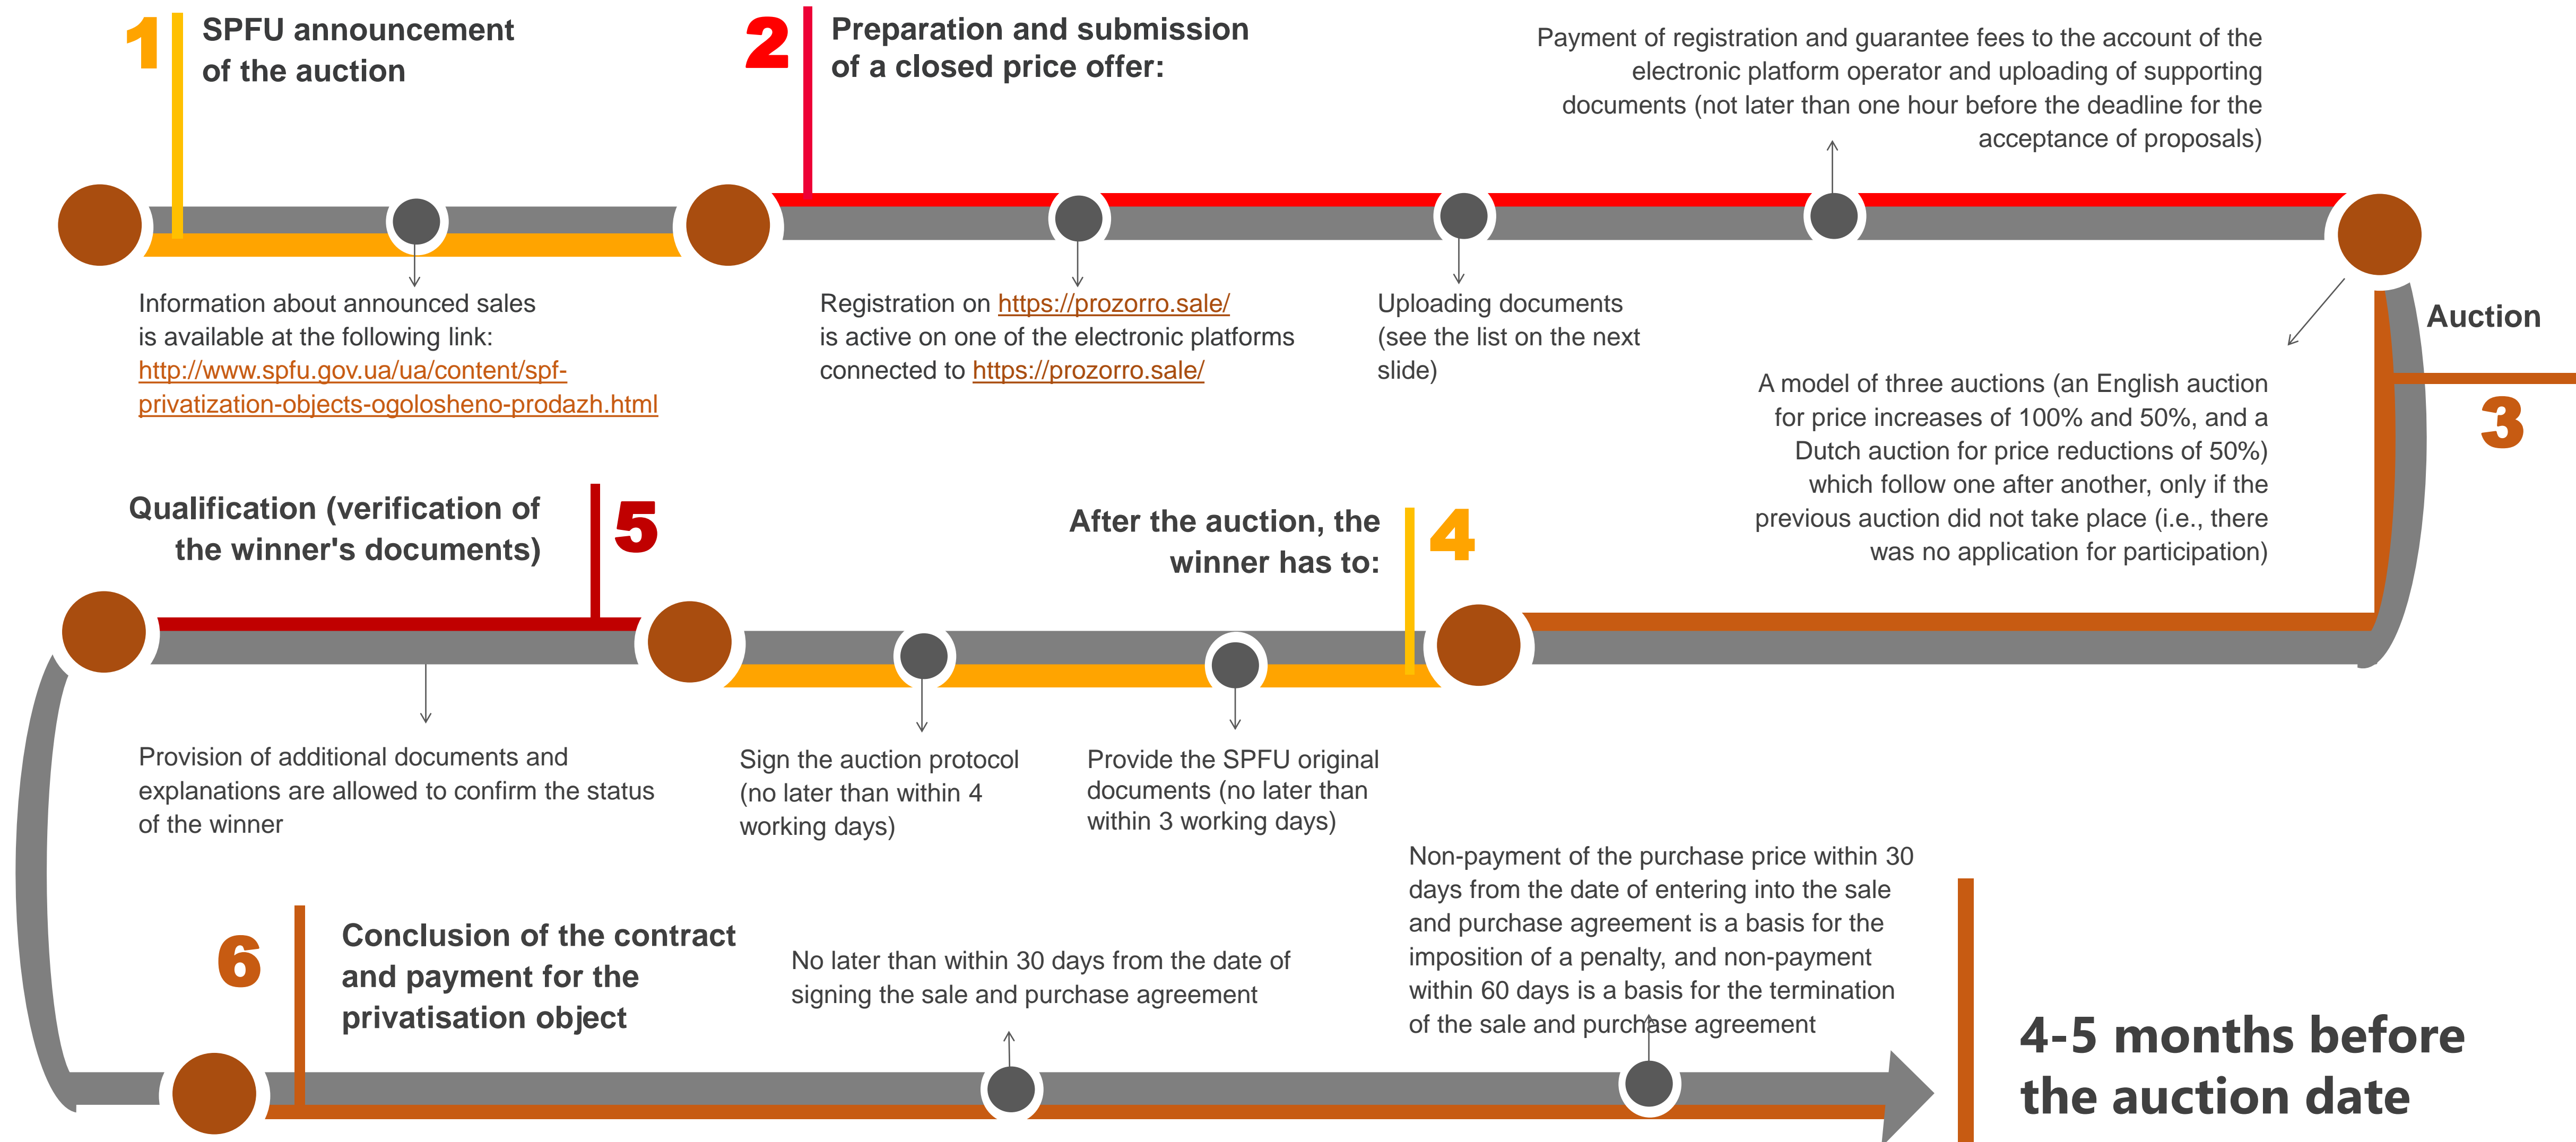 1
SPFU announcement
of the auction
Information about announced sales
is available at the following link:
http://www.spfu.gov.ua/ua/content/spf-
privatization-objects-ogolosheno-prodazh.html
2
Preparation and submission
of a closed price offer:
Registration on https://prozorro.sale/
is active on one of the electronic platforms
connected to https://prozorro.sale/
Uploading documents
(see the list on the next
slide)
Payment of registration and guarantee fees to the account of the
electronic platform operator and uploading of supporting
documents (not later than one hour before the deadline for the
acceptance of proposals)
Auction
3
A model of three auctions (an English auction
for price increases of 100% and 50%, and a
Dutch auction for price reductions of 50%)
which follow one after another, only if the
previous auction did not take place (i.e., there
was no application for participation)
After the auction, the
winner has to:
4
Sign the auction protocol
(no later than within 4
working days)
Provide the SPFU original
documents (no later than
within 3 working days)
Qualification (verification of
the winner's documents)
5
Provision of additional documents and
explanations are allowed to confirm the status
of the winner
6
Conclusion of the contract
and payment for the
privatisation object
No later than within 30 days from the date of
signing the sale and purchase agreement
Non-payment of the purchase price within 30
days from the date of entering into the sale
and purchase agreement is a basis for the
imposition of a penalty, and non-payment
within 60 days is a basis for the termination
of the sale and purchase agreement
4-5 months before
the auction date